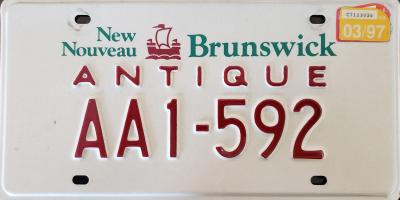 New
Nouveau Brunswick
03/97
ANTIQUE
AA1-592